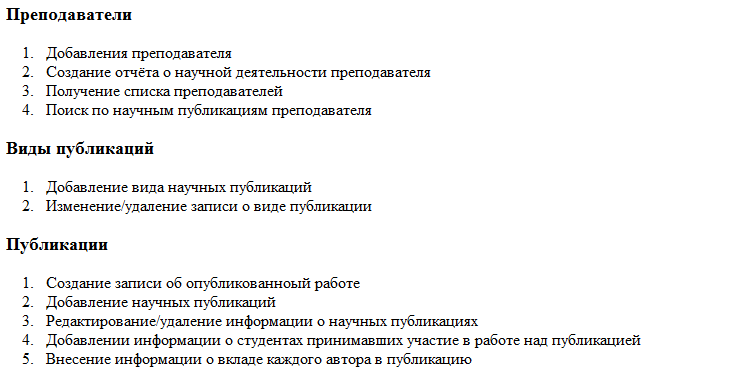 Преподаватели
1. Добавления преподавателя
2. Создание отчёта о научной деятельности преподавателя
3. Получение списка преподавателей
4. Поиск по научным публикациям преподавателя
Виды публикаций
1. Добавление вида научных публикаций
2. Изменение/удаление записи о виде публикации
Публикации
1. Создание записи об опубликованноый работе
2. Добавление научных публикаций
3. Редактирование/удаление информации о научных публикациях
4. Добавлении информации о студентах принимавших участие в работе над публикацией
5. Внесение информации о вкладе каждого автора в публикацию